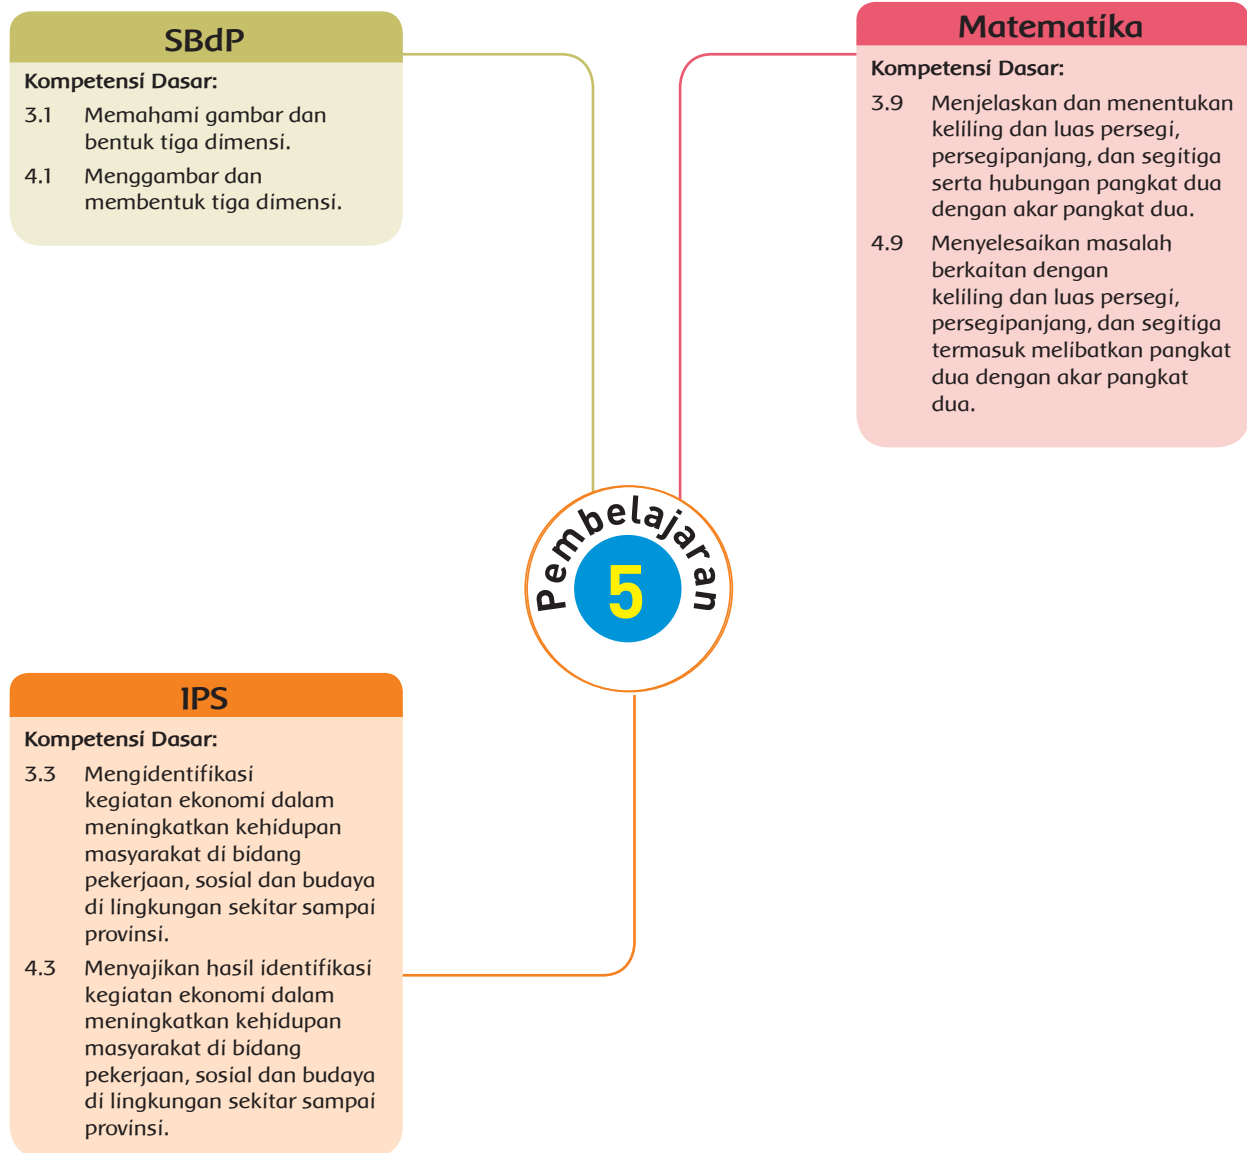 SBdP
Kompetensi Dasar:
3.1 Memahami gambar dan
bentuk tiga dimensi.
4.1 Menggambar dan
membentuk tiga dimensi.
Matematika
Kompetensi Dasar:
3.9 Menjelaskan dan menentukan
keliling dan luas persegi,
persegipanjang, dan segitiga
serta hubungan pangkat dua
dengan akar pangkat dua.
4.9 Menyelesaikan masalah
berkaitan dengan
keliling dan luas persegi,
persegipanjang, dan segitiga
termasuk melibatkan pangkat
dua dengan akar pangkat
dua.
Pembelajaran
5
IPS
Kompetensi Dasar:
3.3 Mengidentifikasi
kegiatan ekonomi dalam
meningkatkan kehidupan
masyarakat di bidang
pekerjaan, sosial dan budaya
di lingkungan sekitar sampai
provinsi.
4.3 Menyajikan hasil identifikasi
kegiatan ekonomi dalam
meningkatkan kehidupan
masyarakat di bidang
pekerjaan, sosial dan budaya
di lingkungan sekitar sampai
provinsi.